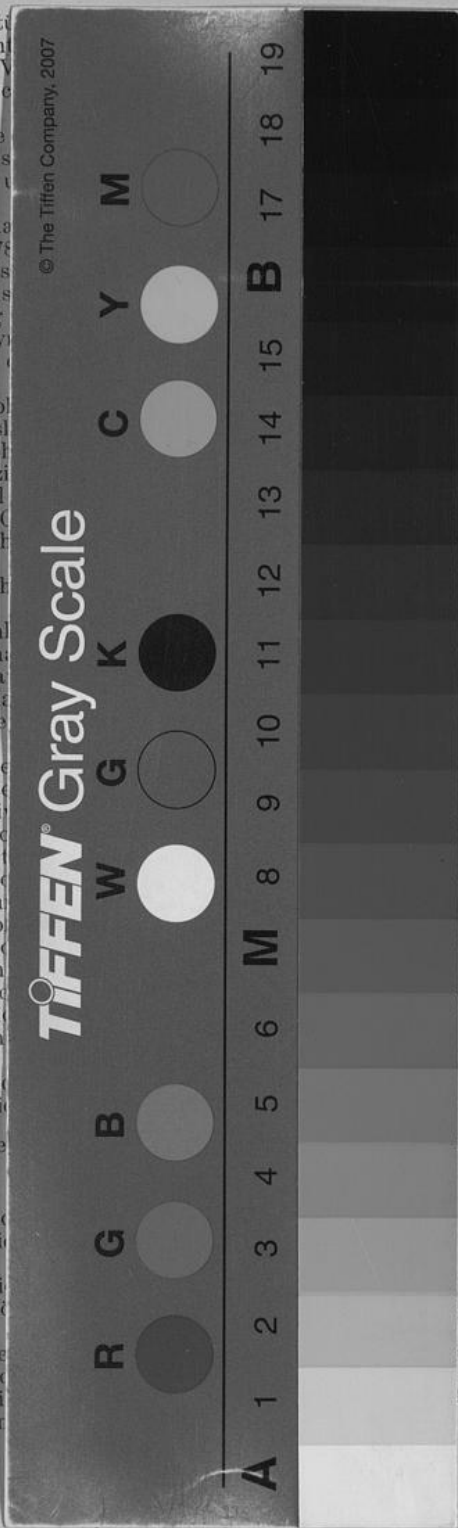 TIFFEN® Gray Scale
© The Tiffen Company, 2007
R G B W G K C Y M
A 1 2 3 4 5 6 M 8 9 10 11 12 13 14 15 B 17 18 19